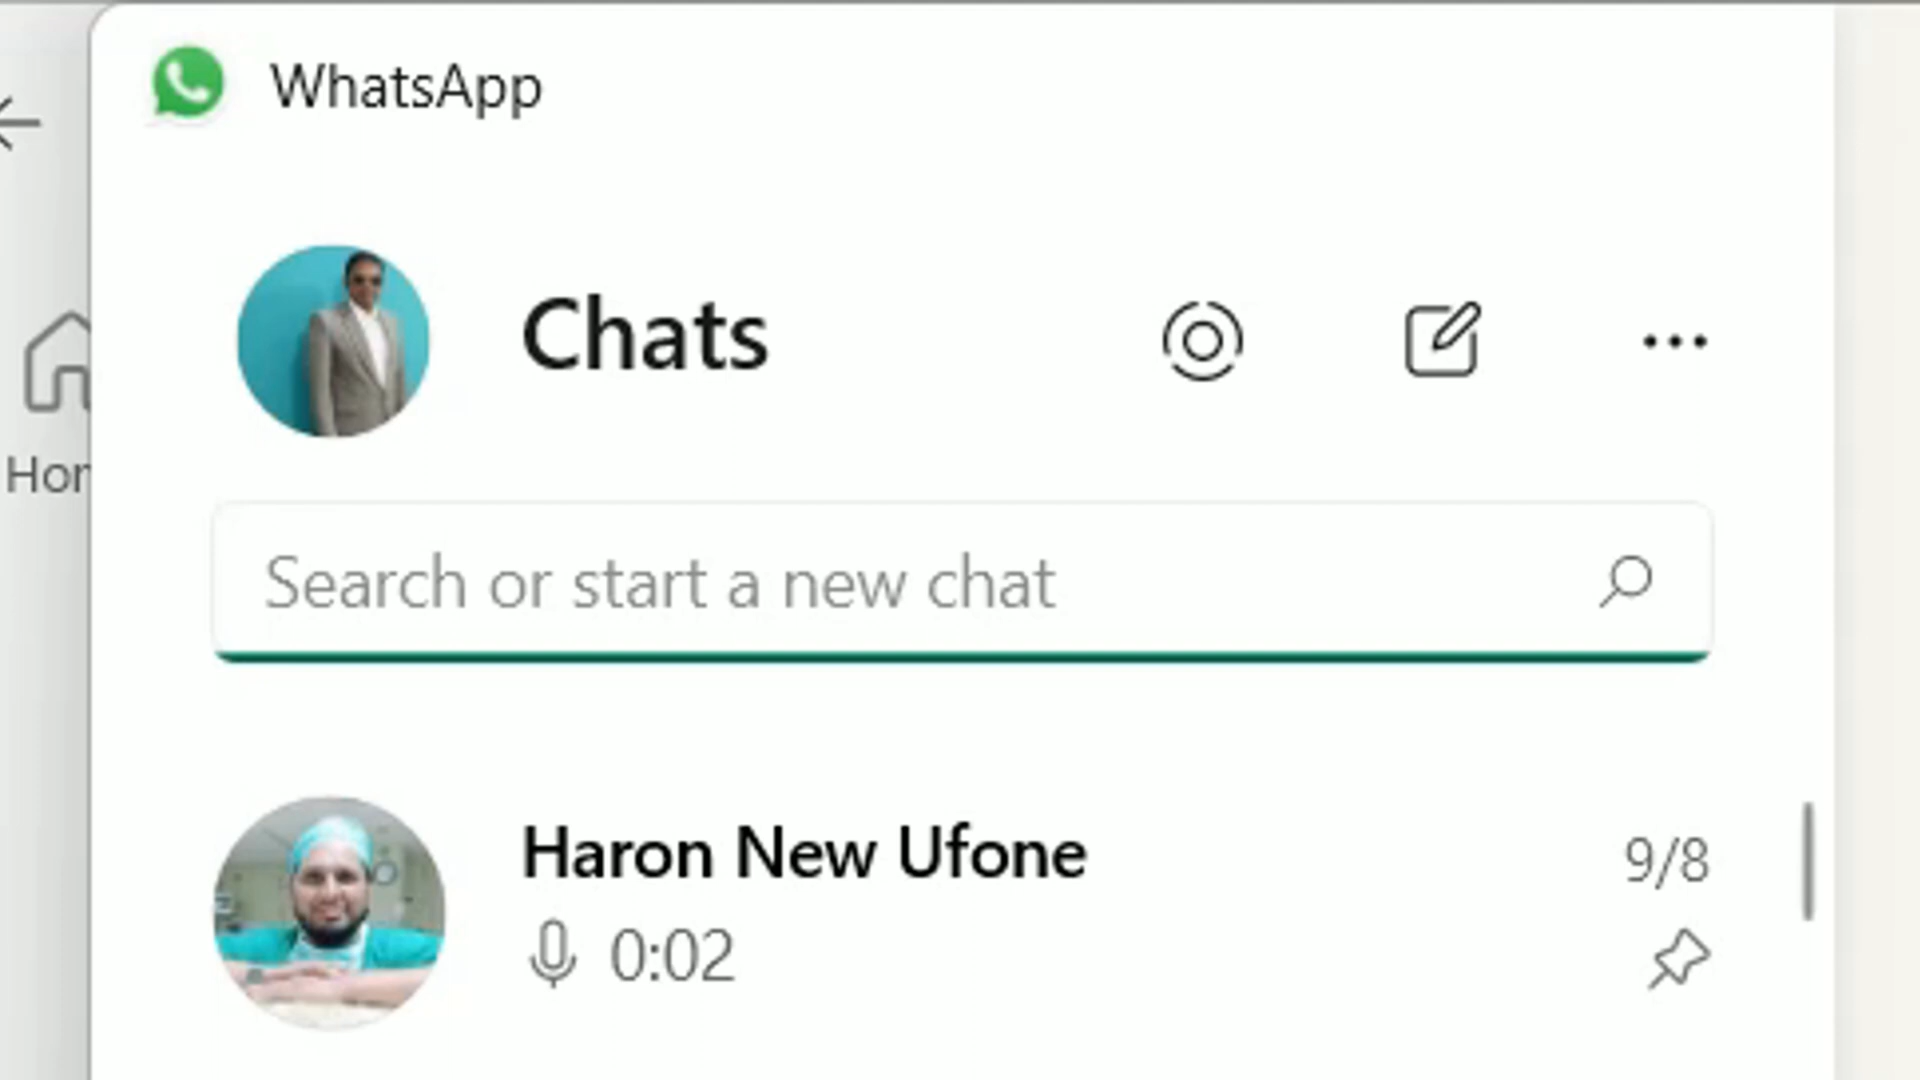 WhatsApp
Chats
Hor
Search or start a new chat
Haron New Ufone
9/8
0:02